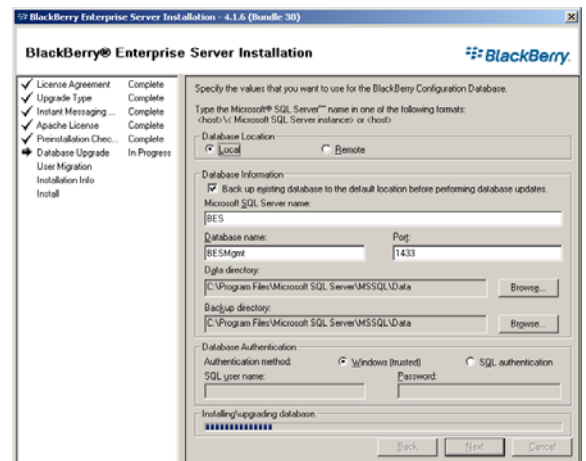 BlackBerry Enterprise Server Installation - 4.1.6 (Bundle 30)
BlackBerry® Enterprise Server Installation
BlackBerry.
License Agreement Complete
Upgrade Type Complete
Instant Messaging ... Complete
Apache License Complete
Preinstallation Chec... Complete
Database Upgrade In Progress
User Migration
Installation Info
Install
Specify the values that you want to use for the BlackBerry Configuration Database.
Type the Microsoft® SQL Server™ name in one of the following formats:
<host>\< Microsoft SQL Server instance> or <host>
Database Location
Local Remote
Database Information
Back up existing database to the default location before performing database updates.
Microsoft SQL Server name:
BES
Database name: Port:
BESMgmt 1433
Data directory:
C:\Program Files\Microsoft SQL Server\MSSQL\Data Browse...
Backup directory:
C:\Program Files\Microsoft SQL Server\MSSQL\Data Browse...
Database Authentication
Authentication method: Windows (trusted) SQL authentication
SQL user name: Password:
Installing\upgrading database.
Back Next Cancel